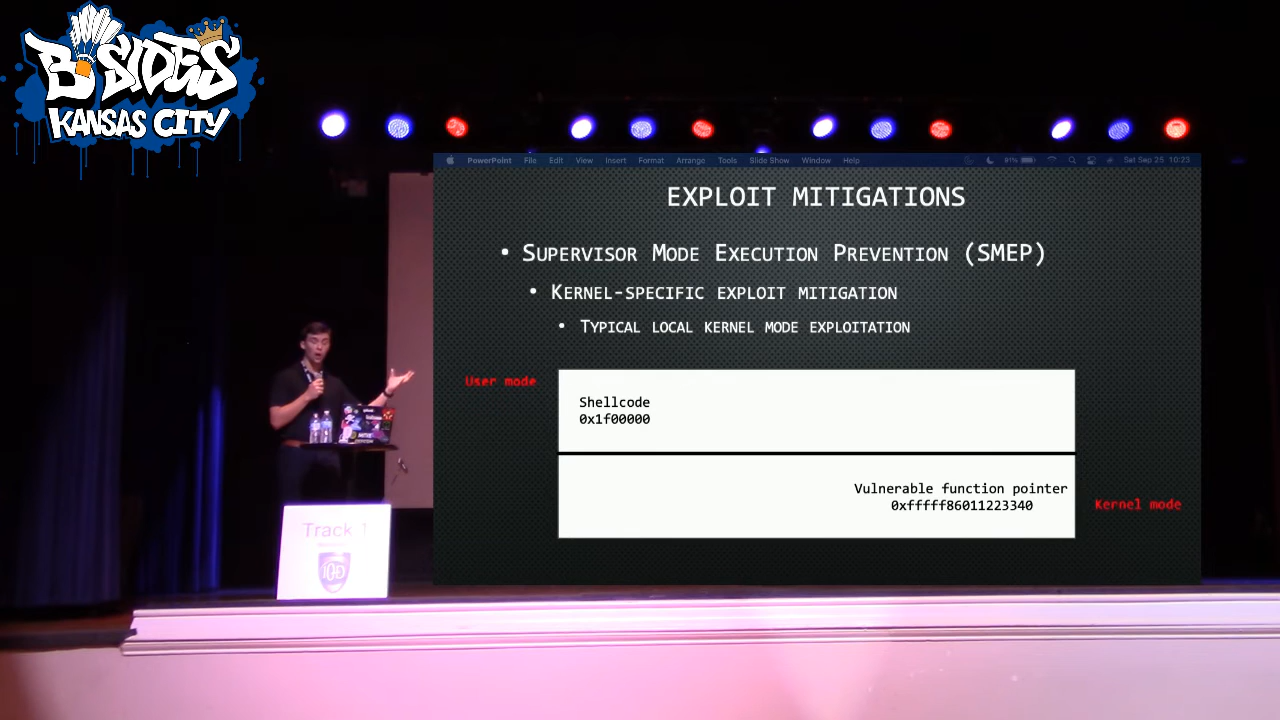 B·SIDES
KANSAS CITY
PowerPoint File Edit View Insert Format Arrange Tools Slide Show Window Help 91% Sat Sep 25 10:23
EXPLOIT MITIGATIONS
• SUPERVISOR MODE EXECUTION PREVENTION (SMEP)
• KERNEL-SPECIFIC EXPLOIT MITIGATION
• TYPICAL LOCAL KERNEL MODE EXPLOITATION
User mode
Shellcode
0x1f00000
Vulnerable function pointer
0xfffff86011223340
Kernel mode
Track 1